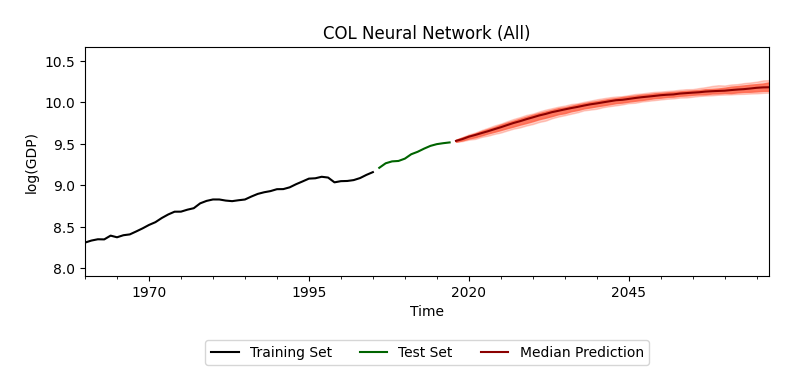 COL Neural Network (All)
10.5
10.0
9.5
9.0
8.5
8.0
log(GDP)
1970 1995 2020 2045
Time
Training Set Test Set Median Prediction